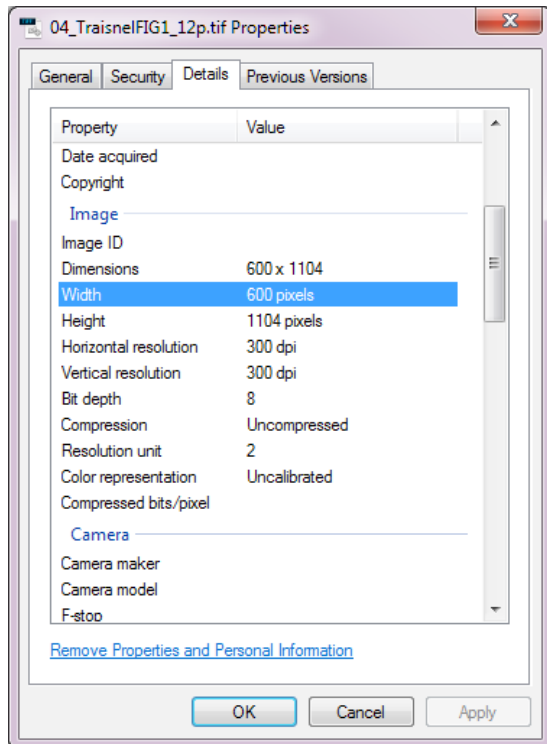 04_TraisnelFIG1_12p.tif Properties
General Security Details Previous Versions
Property Value
Date acquired
Copyright
Image
Image ID
Dimensions 600 x 1104
Width 600 pixels
Height 1104 pixels
Horizontal resolution 300 dpi
Vertical resolution 300 dpi
Bit depth 8
Compression Uncompressed
Resolution unit 2
Color representation Uncalibrated
Compressed bits/pixel
Camera
Camera maker
Camera model
F-stop
Remove Properties and Personal Information
OK Cancel Apply